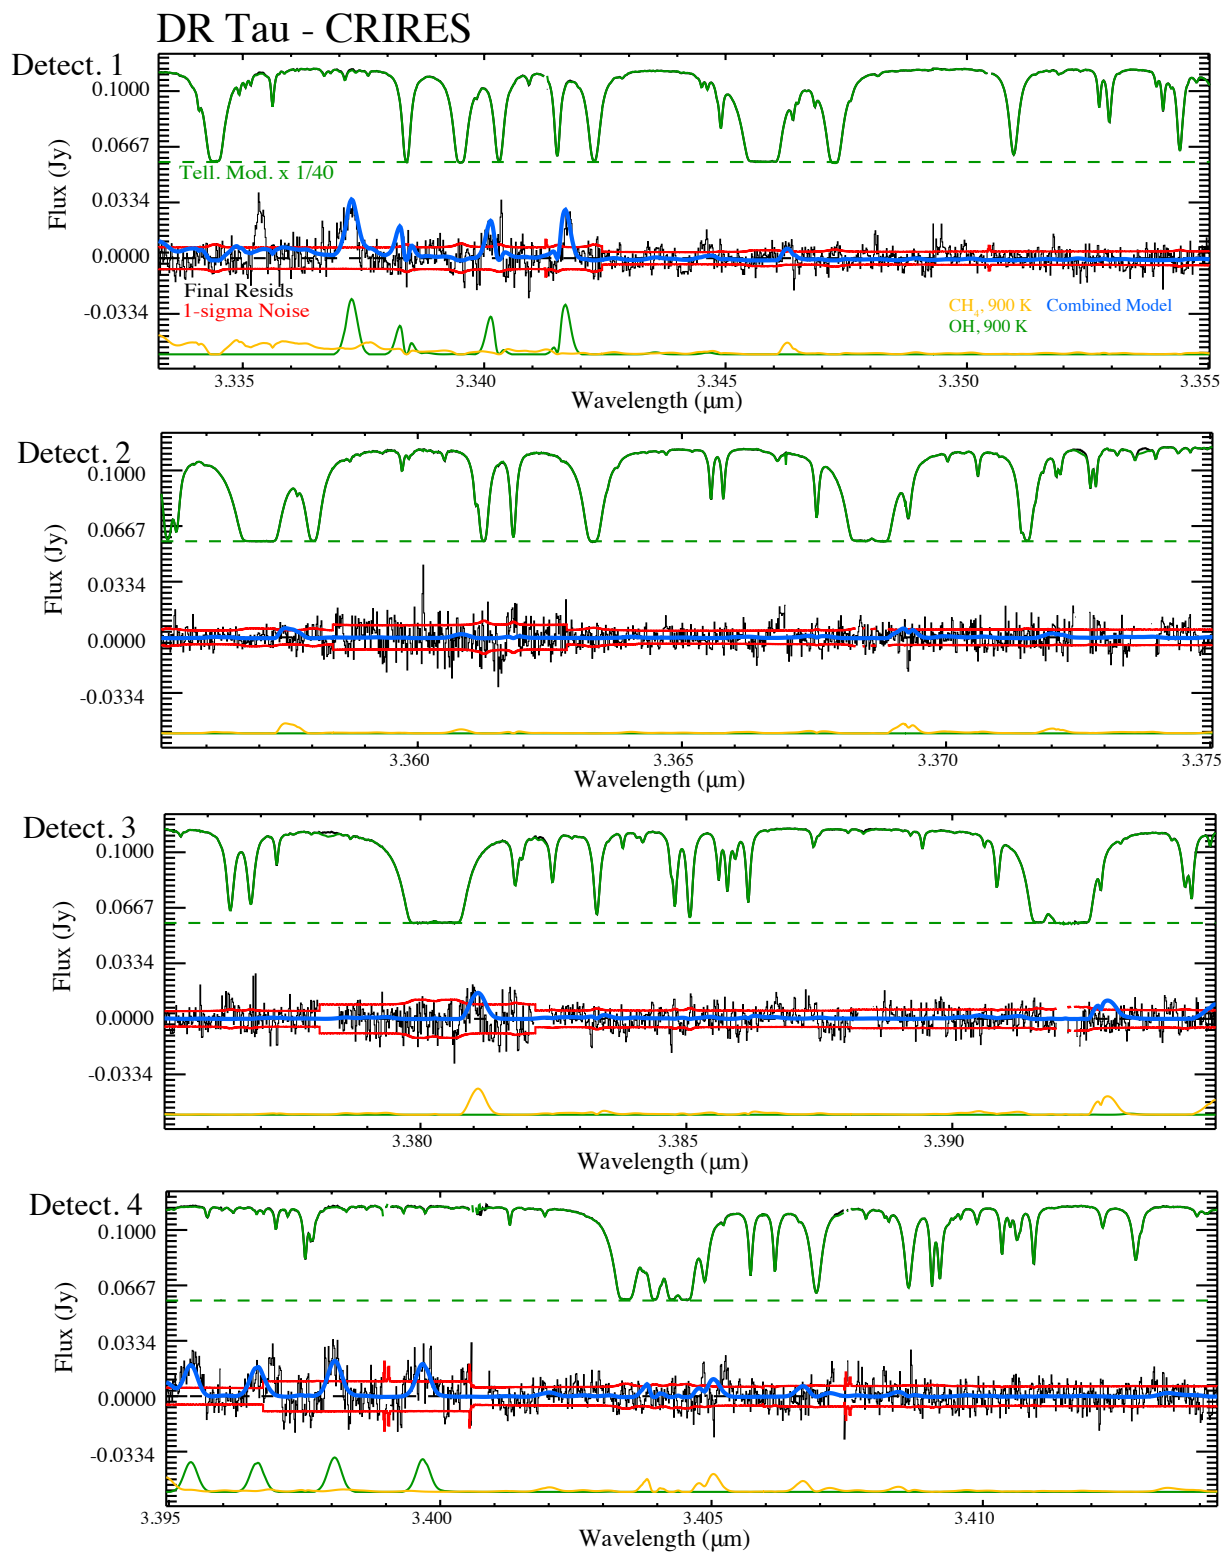 DR Tau - CRIRES
Detect. 1
0.1000
0.0667
0.0334
0.0000
-0.0334
Flux (Jy)
Tell. Mod. x 1/40
Final Resids
1-sigma Noise
CH4, 900 K Combined Model
OH, 900 K
3.335 3.340 3.345 3.350 3.355
Wavelength (μm)
Detect. 2
0.1000
0.0667
0.0334
0.0000
-0.0334
Flux (Jy)
3.360 3.365 3.370 3.375
Wavelength (μm)
Detect. 3
0.1000
0.0667
0.0334
0.0000
-0.0334
Flux (Jy)
3.380 3.385 3.390
Wavelength (μm)
Detect. 4
0.1000
0.0667
0.0334
0.0000
-0.0334
Flux (Jy)
3.395 3.400 3.405 3.410
Wavelength (μm)